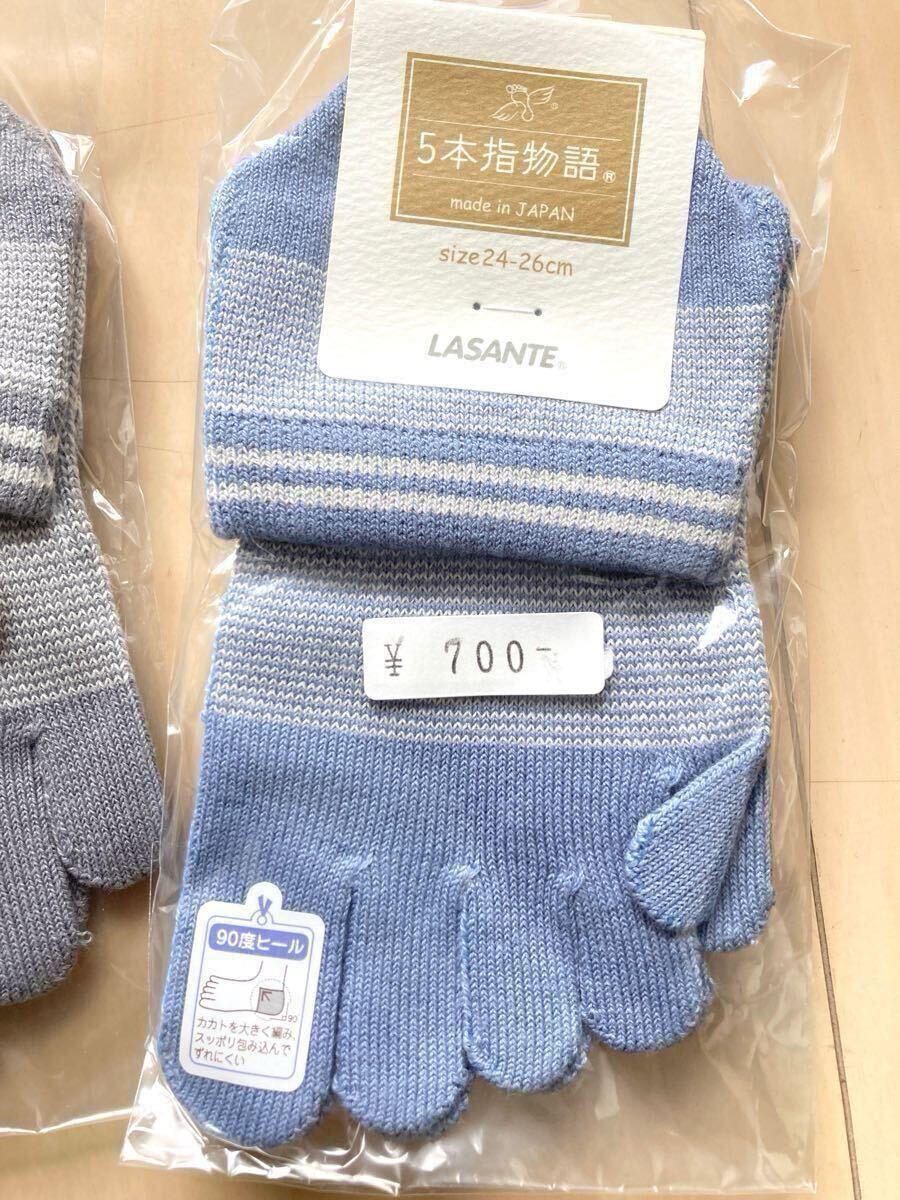 5本指物語®
made in JAPAN
size24-26cm
LASANTE®
¥ 700-
90度ヒール
90
カカトを大きく編み、
スッポリ包み込んで
ずれにくい